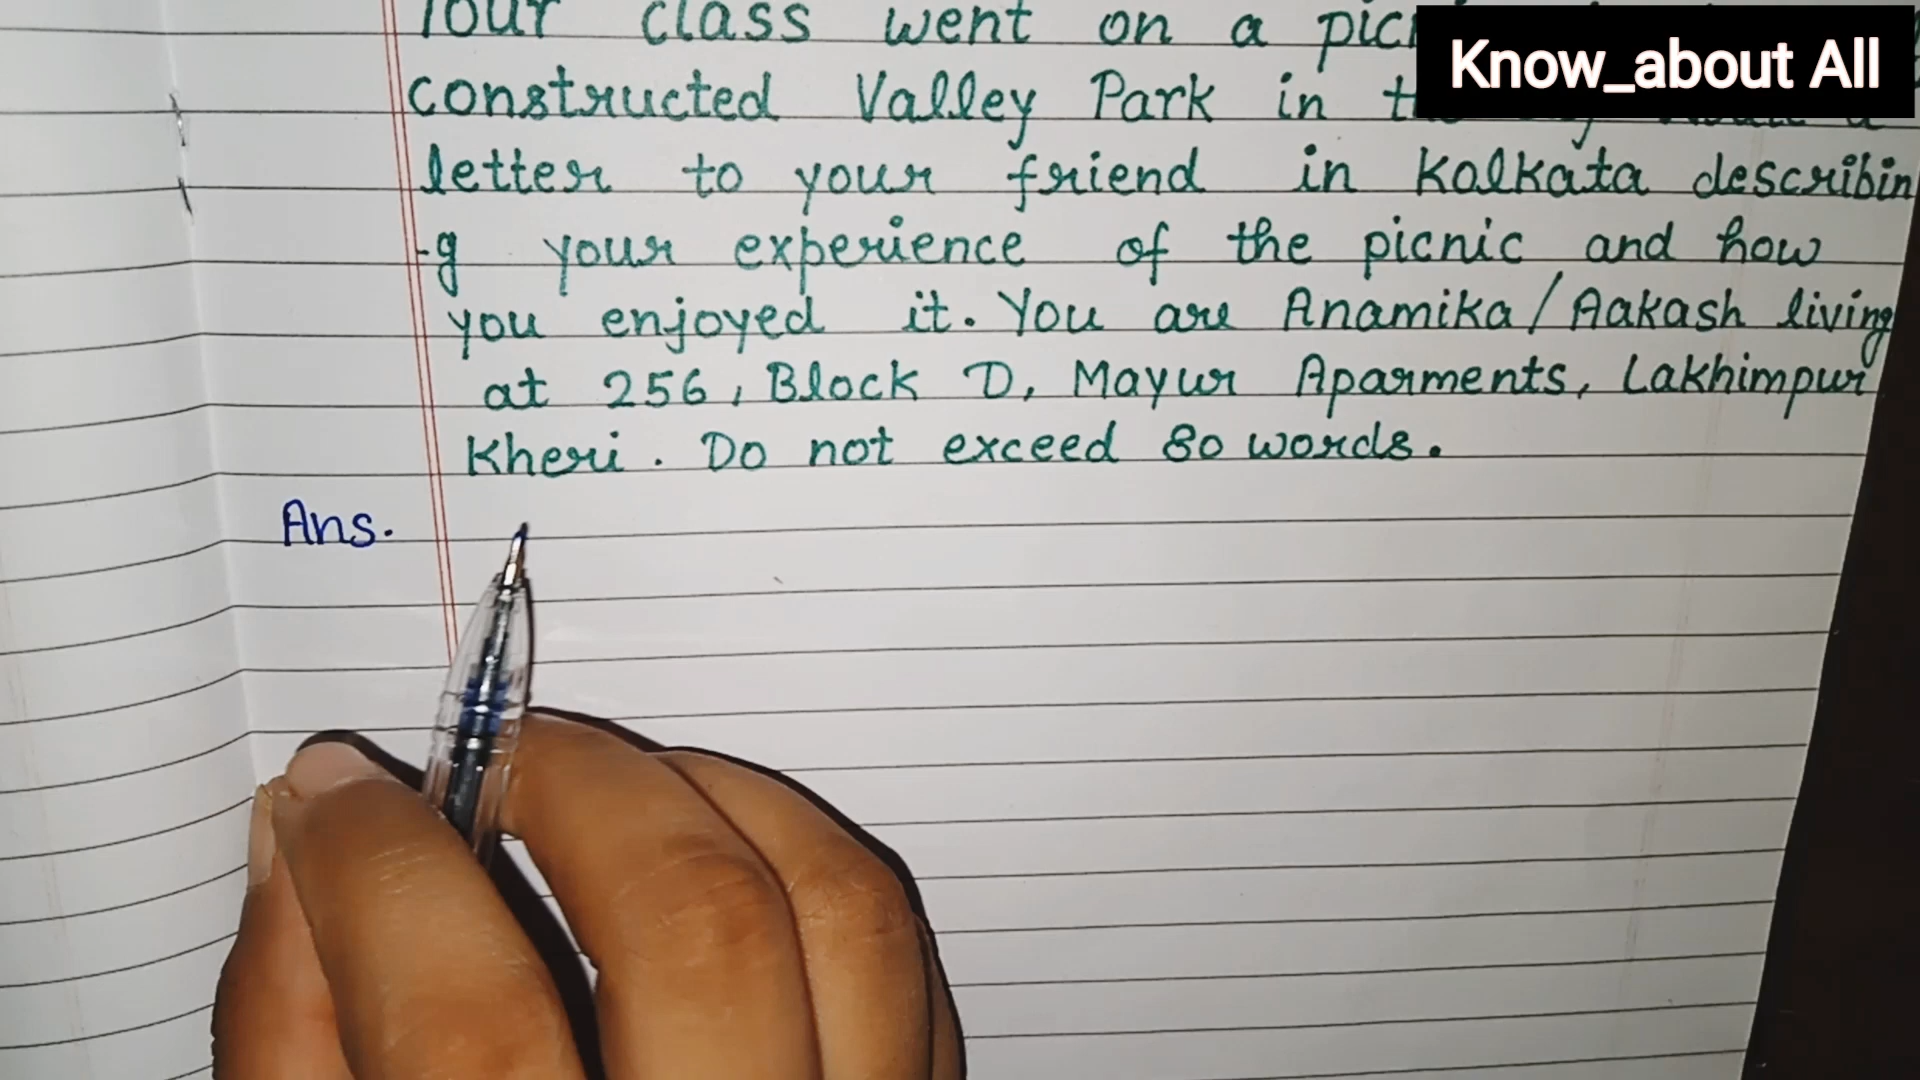 Your class went on a
Know_about All
constructed Valley Park in
letter to your friend in Kolkata describin
-g your experience of the picnic and how
you enjoyed it. You are Anamika/Aakash living
at 256, Block D, Mayur Aparments, Lakhimpur
Kheri. Do not exceed 80 words.
Ans.